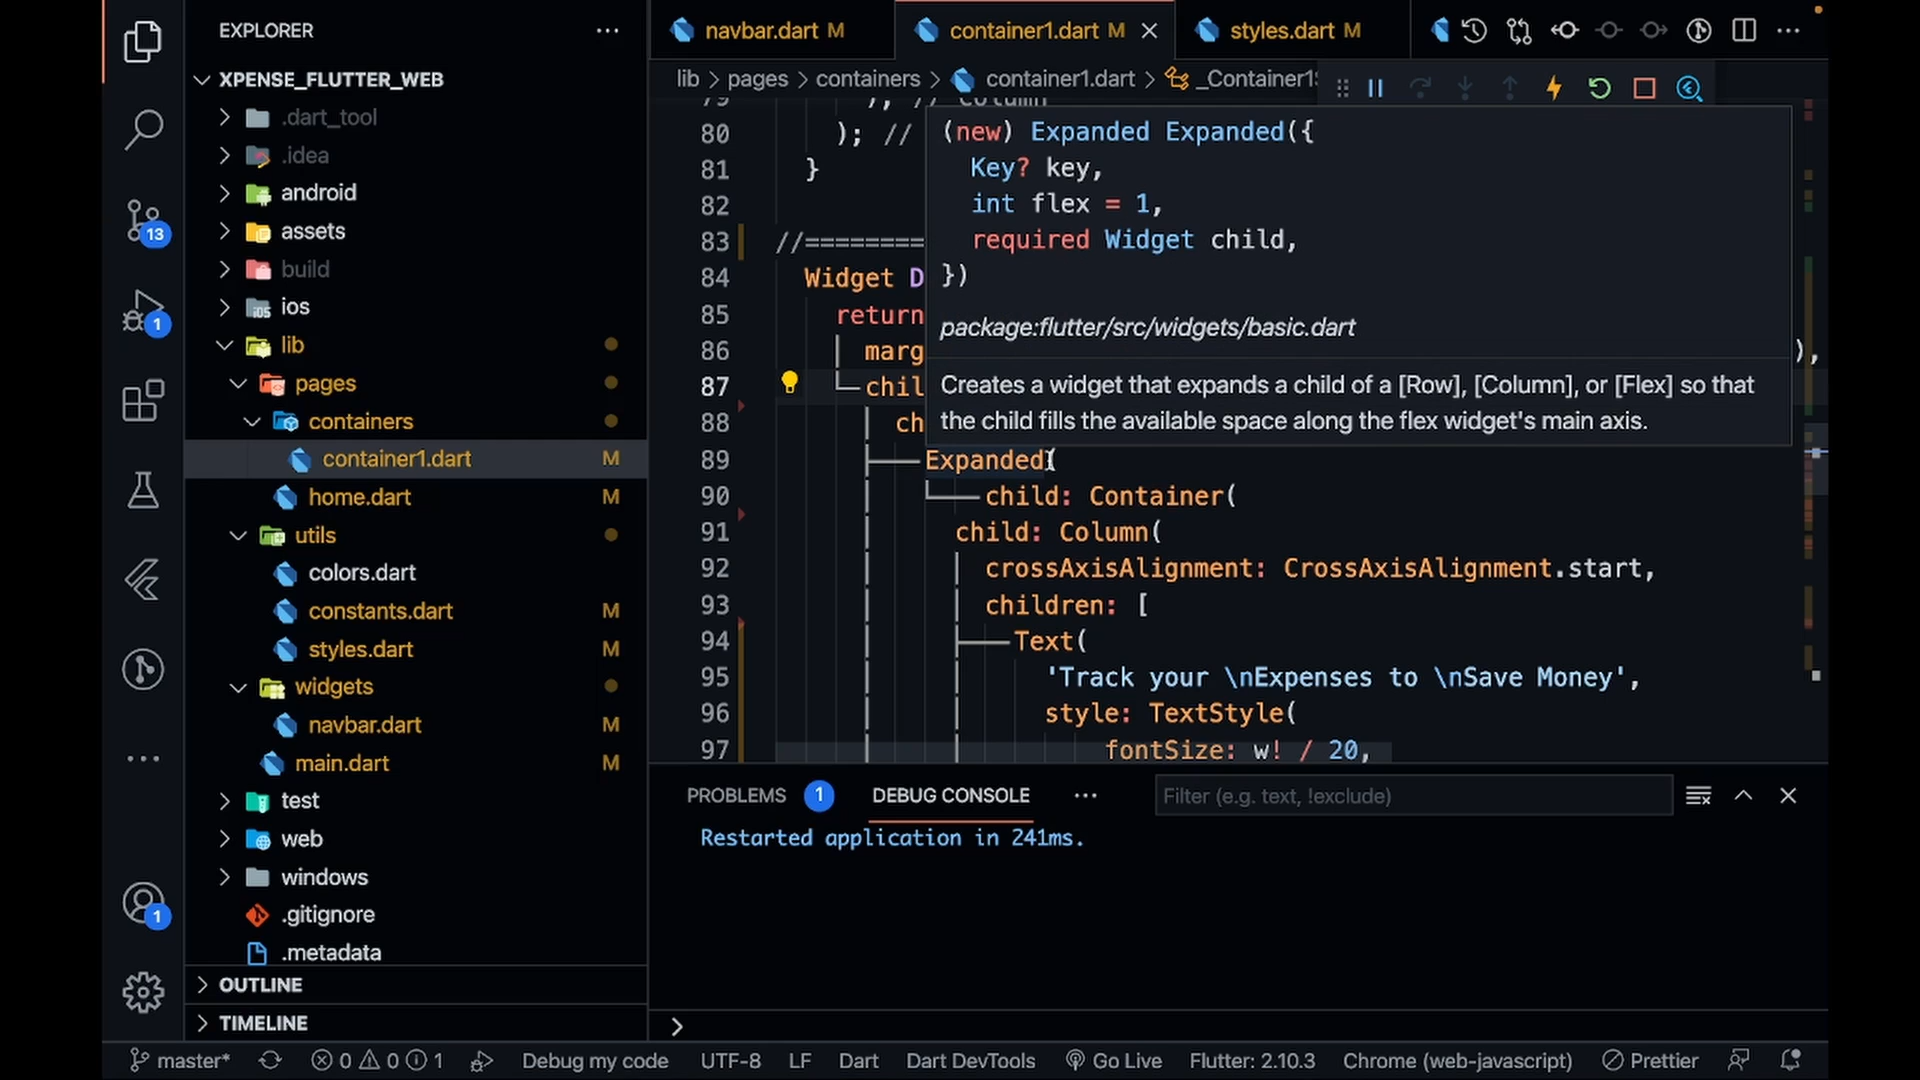 EXPLORER
XPENSE_FLUTTER_WEB
.dart_tool
.idea
android
assets
build
ios
lib
pages
containers
container1.dart M
home.dart M
utils
colors.dart
constants.dart M
styles.dart M
widgets
navbar.dart M
main.dart M
test
web
windows
.gitignore
.metadata
OUTLINE
TIMELINE
13
1
1
navbar.dart M
container1.dart M
styles.dart M
lib > pages > containers > container1.dart > _Container1
79 ), // Column
80 ); //
81 }
82
83 //========
84 Widget D
85 return
86 marg ),
87 chil
88 ch
89 Expanded(
90 child: Container(
91 child: Column(
92 crossAxisAlignment: CrossAxisAlignment.start,
93 children: [
94 Text(
95 'Track your \nExpenses to \nSave Money',
96 style: TextStyle(
97 fontSize: w! / 20,
(new) Expanded Expanded({
Key? key,
int flex = 1,
required Widget child,
})
package:flutter/src/widgets/basic.dart
Creates a widget that expands a child of a [Row], [Column], or [Flex] so that
the child fills the available space along the flex widget's main axis.
PROBLEMS 1 DEBUG CONSOLE Filter (e.g. text, !exclude)
Restarted application in 241ms.
master* 0 0 1 Debug my code UTF-8 LF Dart Dart DevTools Go Live Flutter: 2.10.3 Chrome (web-javascript) Prettier